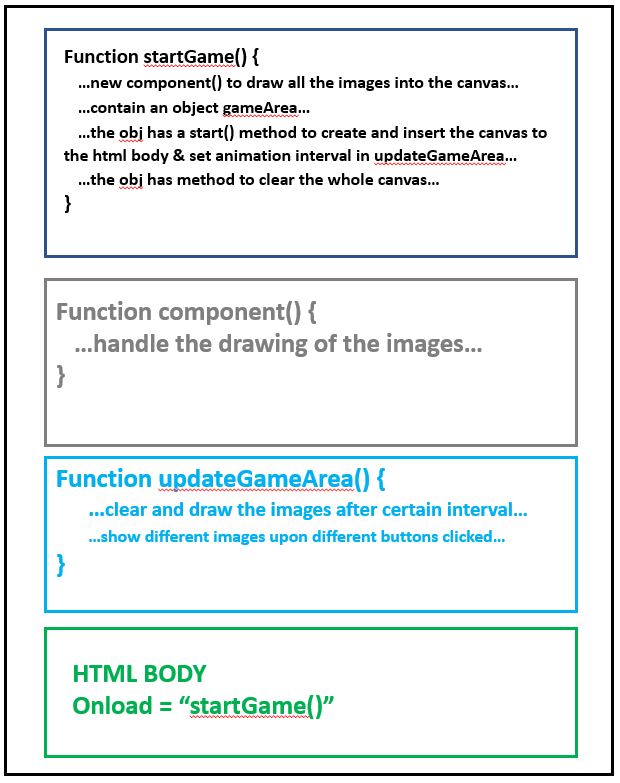 Function startGame() {
...new component() to draw all the images into the canvas...
...contain an object gameArea...
...the obj has a start() method to create and insert the canvas to
the html body & set animation interval in updateGameArea...
...the obj has method to clear the whole canvas...
}
Function component() {
...handle the drawing of the images...
}
Function updateGameArea() {
...clear and draw the images after certain interval...
...show different images upon different buttons clicked...
}
HTML BODY
Onload = “startGame()”